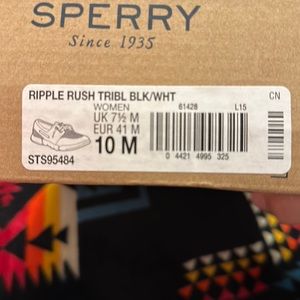 SPERRY
Since 1935
RIPPLE RUSH TRIBL BLK/WHT
WOMEN 61428 L15 CN
UK 7½ M
EUR 41 M
10 M
STS95484
0 4421 4995 325